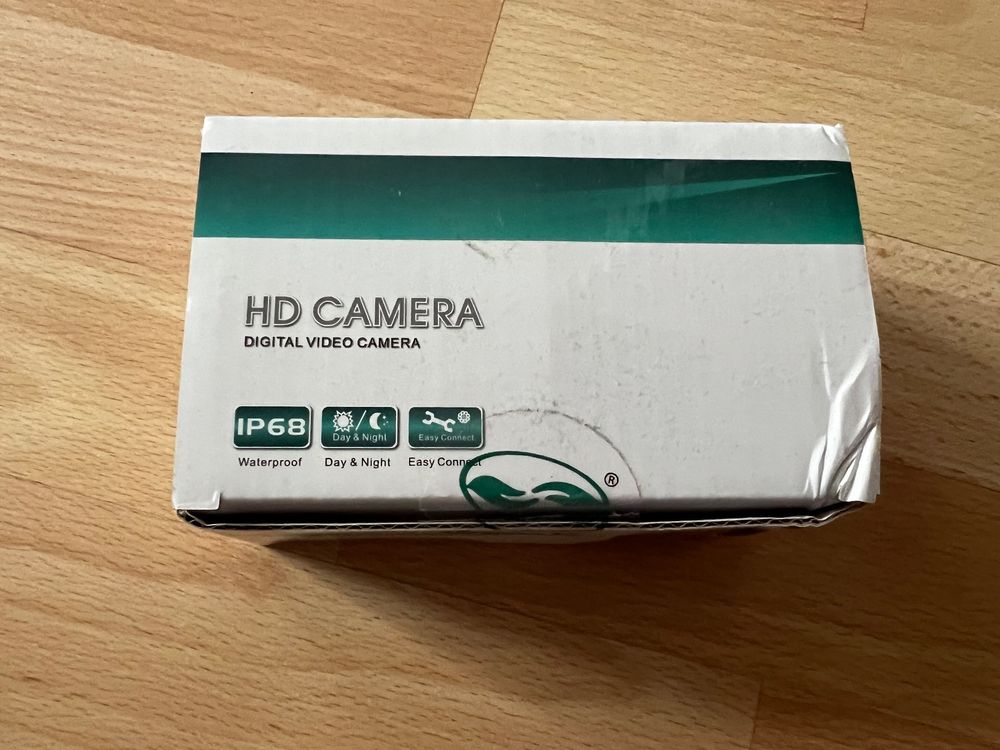 HD CAMERA
DIGITAL VIDEO CAMERA
IP68 Day & Night Easy Connect
Waterproof Day & Night Easy Connect
®